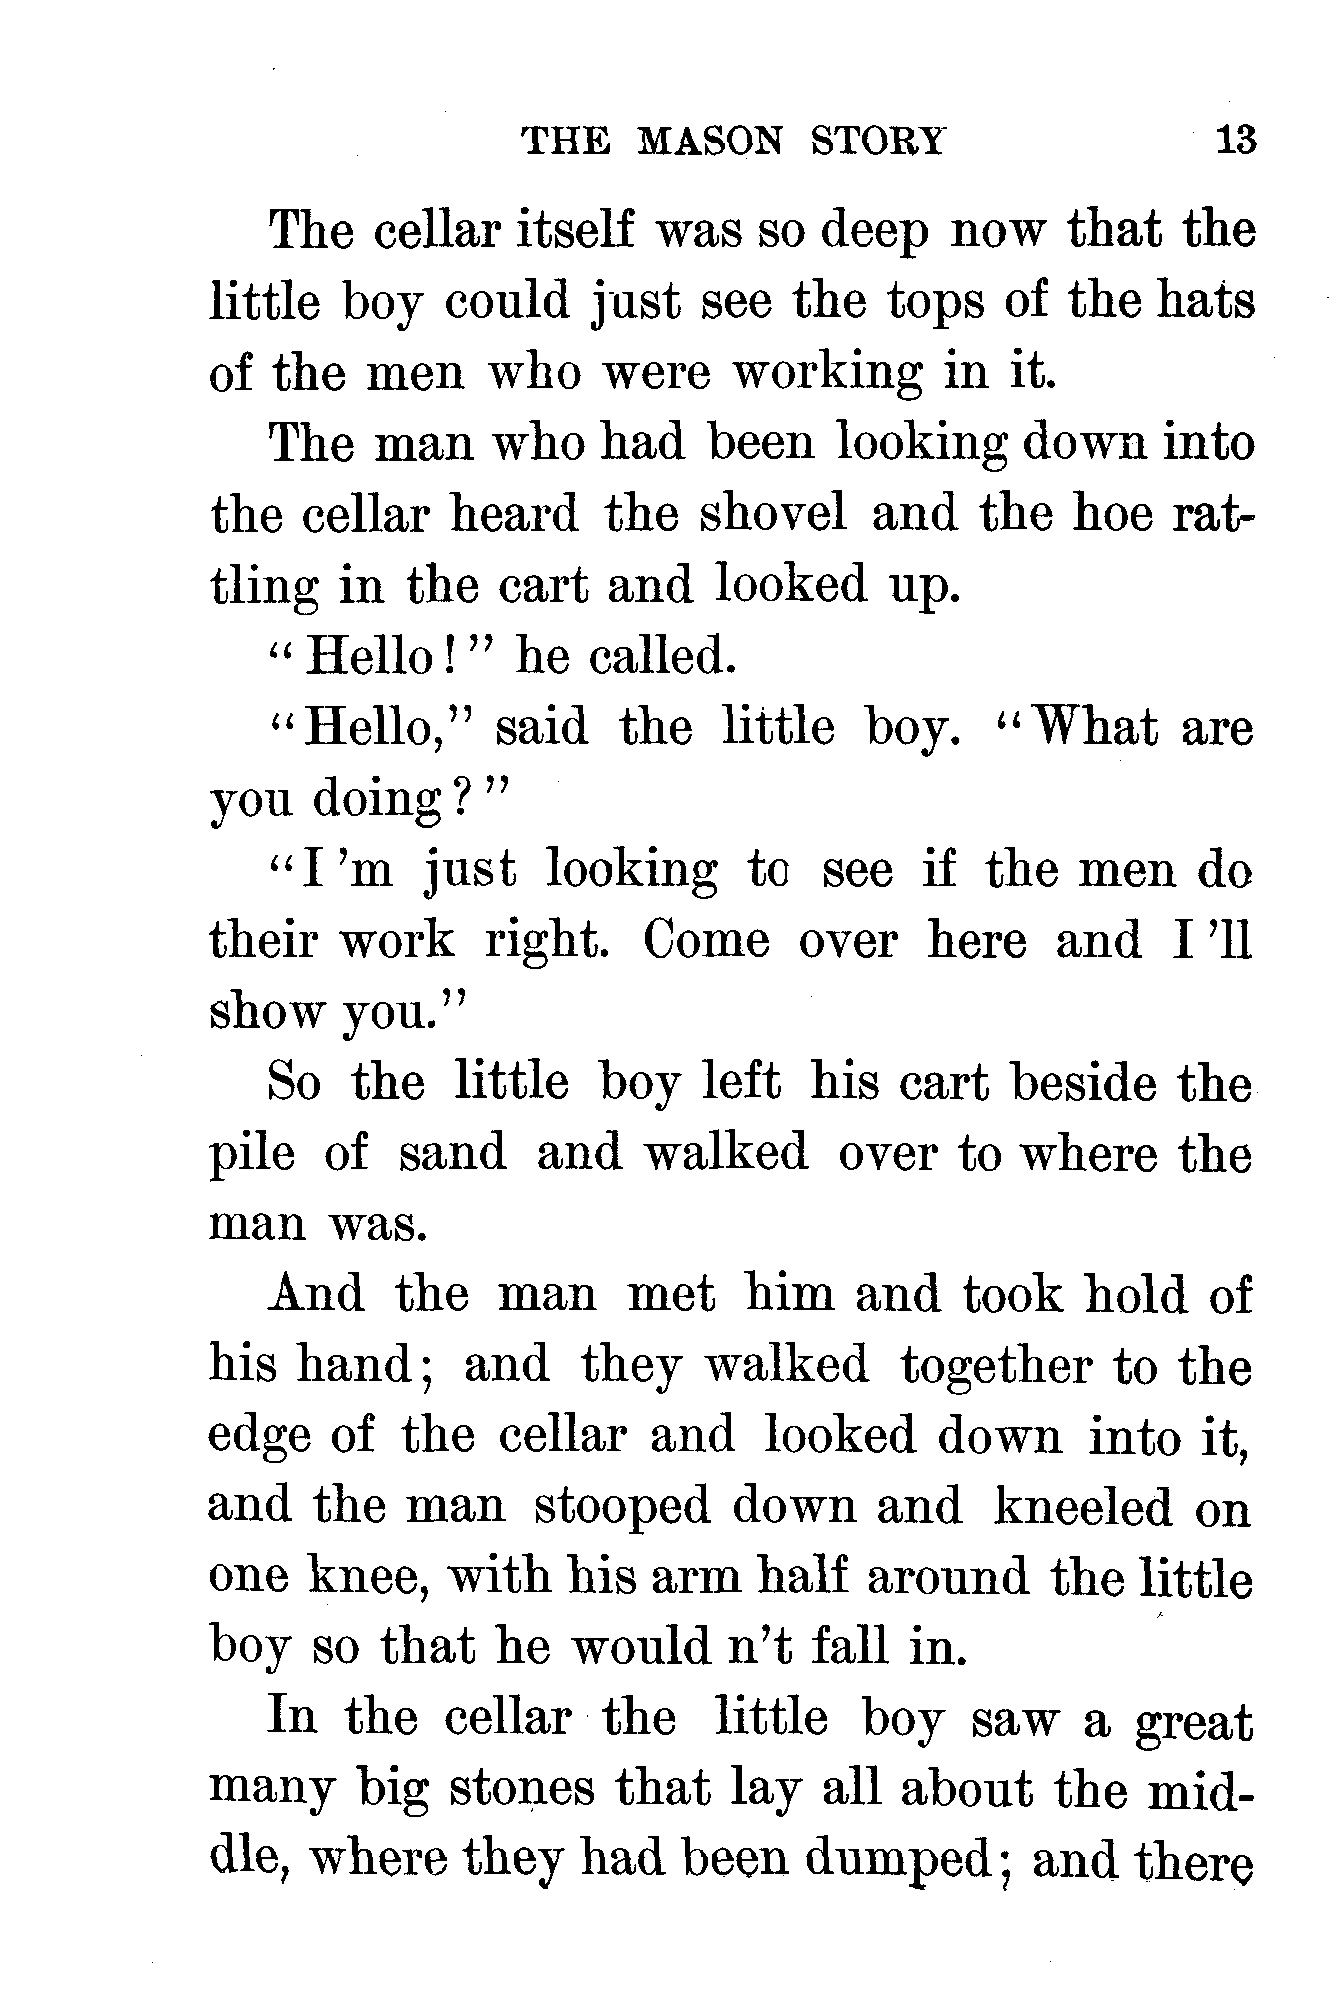 THE MASON STORY 13
The cellar itself was so deep now that the
little boy could just see the tops of the hats
of the men who were working in it.
The man who had been looking down into
the cellar heard the shovel and the hoe rat-
tling in the cart and looked up.
"Hello!" he called.
"Hello," said the little boy. "What are
you doing?"
"I'm just looking to see if the men do
their work right. Come over here and I'll
show you."
So the little boy left his cart beside the
pile of sand and walked over to where the
man was.
And the man met him and took hold of
his hand; and they walked together to the
edge of the cellar and looked down into it,
and the man stooped down and kneeled on
one knee, with his arm half around the little
boy so that he would n't fall in.
In the cellar the little boy saw a great
many big stones that lay all about the mid-
dle, where they had been dumped; and there